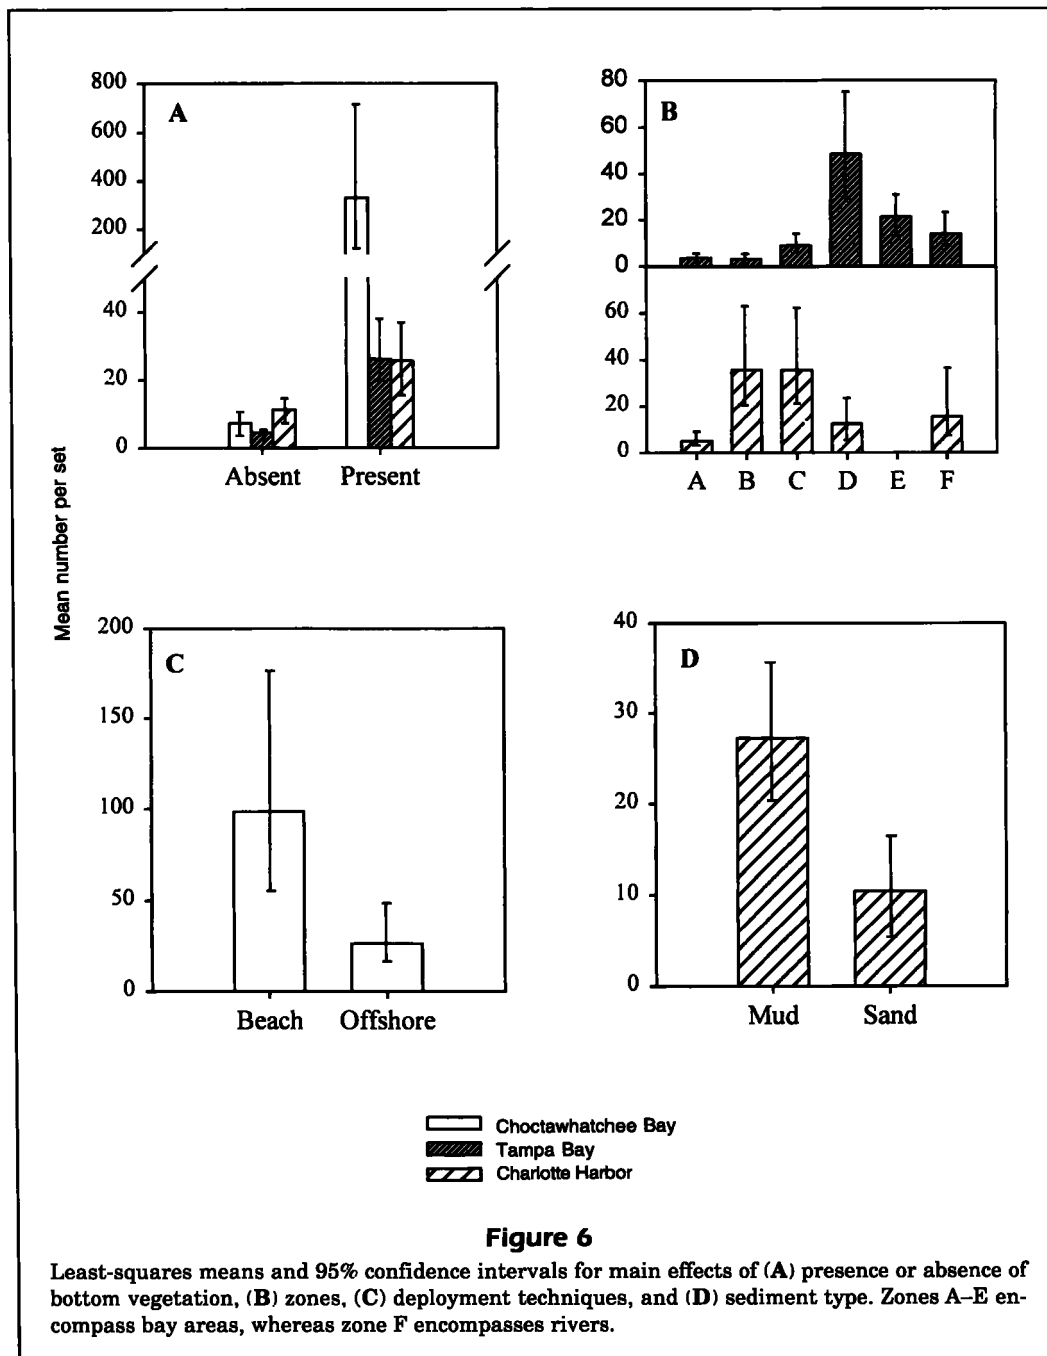 Mean number per set
A
800
600
400
200
40
20
0
Absent Present
B
80
60
40
20
0
60
40
20
0
A B C D E F
C
200
150
100
50
0
Beach Offshore
D
40
30
20
10
0
Mud Sand
Choctawhatchee Bay
Tampa Bay
Charlotte Harbor
Figure 6
Least-squares means and 95% confidence intervals for main effects of (A) presence or absence of
bottom vegetation, (B) zones, (C) deployment techniques, and (D) sediment type. Zones A–E en-
compass bay areas, whereas zone F encompasses rivers.